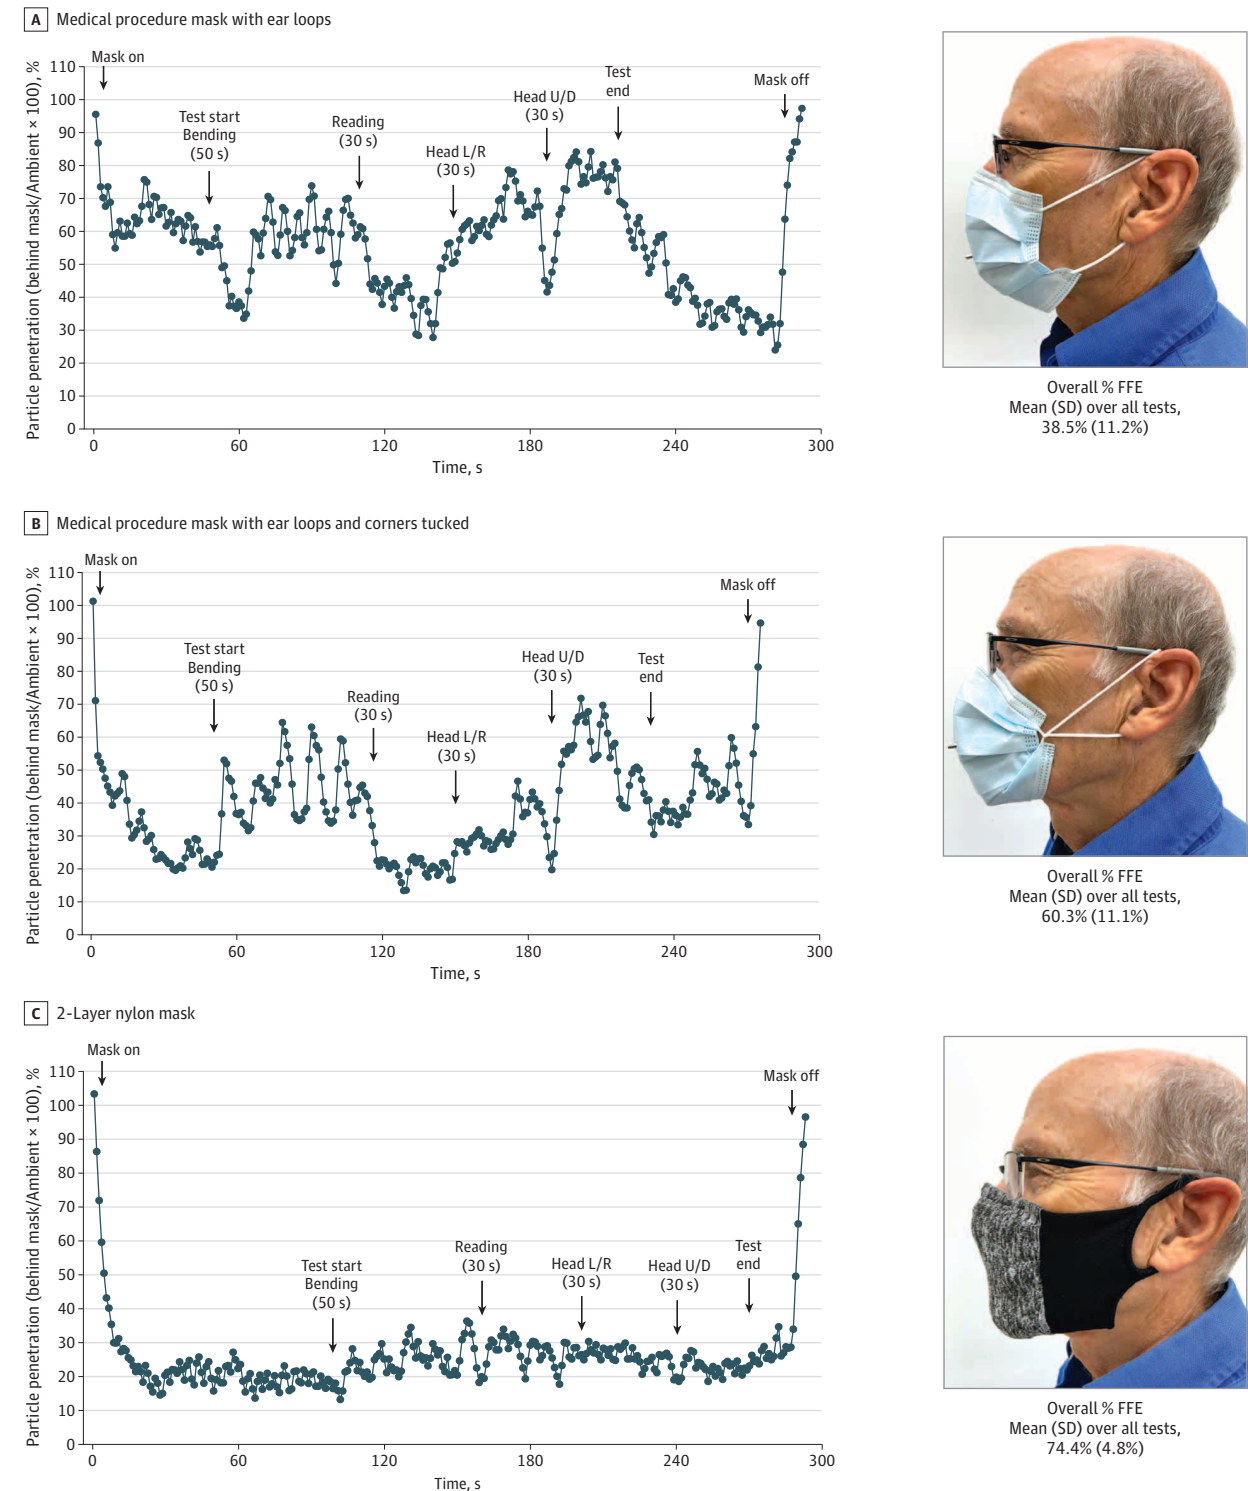 A Medical procedure mask with ear loops
Particle penetration (behind mask/Ambient × 100), %
110
100
90
80
70
60
50
40
30
20
10
0
Mask on
Test start
Bending
(50 s)
Reading
(30 s)
Head L/R
(30 s)
Head U/D
(30 s)
Test
end
Mask off
0
60
120
180
240
300
Time, s
Overall % FFE
Mean (SD) over all tests,
38.5% (11.2%)
B Medical procedure mask with ear loops and corners tucked
Particle penetration (behind mask/Ambient × 100), %
110
100
90
80
70
60
50
40
30
20
10
0
Mask on
Test start
Bending
(50 s)
Reading
(30 s)
Head L/R
(30 s)
Head U/D
(30 s)
Test
end
Mask off
0
60
120
180
240
300
Time, s
Overall % FFE
Mean (SD) over all tests,
60.3% (11.1%)
C 2-Layer nylon mask
Particle penetration (behind mask/Ambient × 100), %
110
100
90
80
70
60
50
40
30
20
10
0
Mask on
Test start
Bending
(50 s)
Reading
(30 s)
Head L/R
(30 s)
Head U/D
(30 s)
Test
end
Mask off
0
60
120
180
240
300
Time, s
Overall % FFE
Mean (SD) over all tests,
74.4% (4.8%)